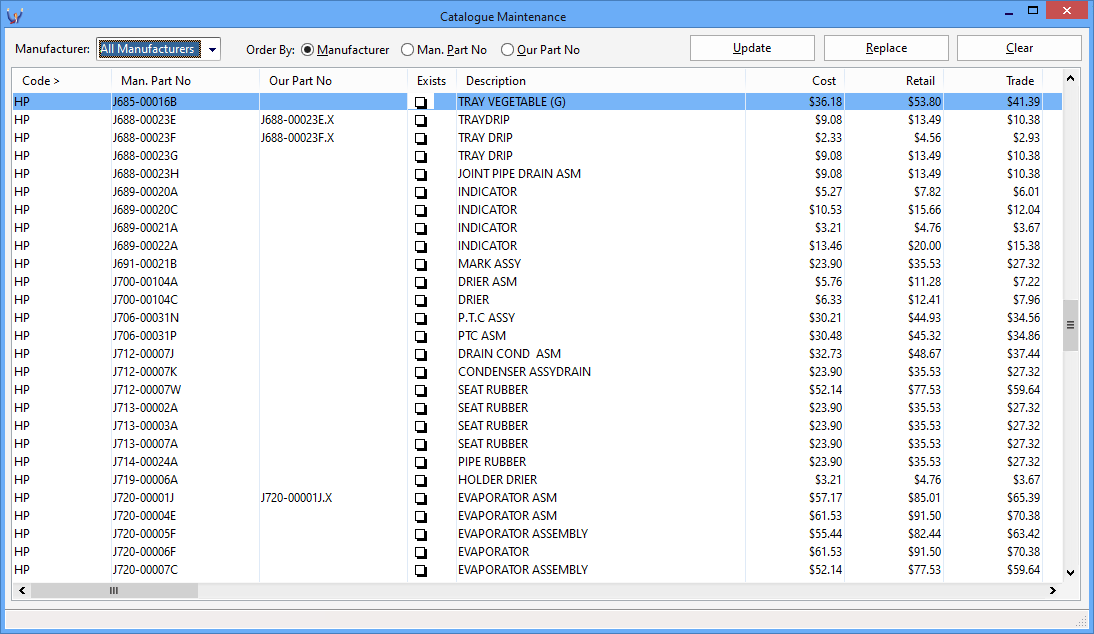 Catalogue Maintenance
Manufacturer: All Manufacturers Order By: Manufacturer Man. Part No Our Part No Update Replace Clear
Code > Man. Part No Our Part No Exists Description Cost Retail Trade
HP J685-00016B TRAY VEGETABLE (G) $36.18 $53.80 $41.39
HP J688-00023E J688-00023E.X TRAYDRIP $9.08 $13.49 $10.38
HP J688-00023F J688-00023F.X TRAY DRIP $2.33 $4.56 $2.93
HP J688-00023G TRAY DRIP $9.08 $13.49 $10.38
HP J688-00023H JOINT PIPE DRAIN ASM $9.08 $13.49 $10.38
HP J689-00020A INDICATOR $5.27 $7.82 $6.01
HP J689-00020C INDICATOR $10.53 $15.66 $12.04
HP J689-00021A INDICATOR $3.21 $4.76 $3.67
HP J689-00022A INDICATOR $13.46 $20.00 $15.38
HP J691-00021B MARK ASSY $23.90 $35.53 $27.32
HP J700-00104A DRIER ASM $5.76 $11.28 $7.22
HP J700-00104C DRIER $6.33 $12.41 $7.96
HP J706-00031N P.T.C ASSY $30.21 $44.93 $34.56
HP J706-00031P PTC ASM $30.48 $45.32 $34.86
HP J712-00007J DRAIN COND  ASM $32.73 $48.67 $37.44
HP J712-00007K CONDENSER ASSYDRAIN $23.90 $35.53 $27.32
HP J712-00007W SEAT RUBBER $52.14 $77.53 $59.64
HP J713-00002A SEAT RUBBER $23.90 $35.53 $27.32
HP J713-00003A SEAT RUBBER $23.90 $35.53 $27.32
HP J713-00007A SEAT RUBBER $23.90 $35.53 $27.32
HP J714-00024A PIPE RUBBER $23.90 $35.53 $27.32
HP J719-00006A HOLDER DRIER $3.21 $4.76 $3.67
HP J720-00001J J720-00001J.X EVAPORATOR ASM $57.17 $85.01 $65.39
HP J720-00004E EVAPORATOR ASM $61.53 $91.50 $70.38
HP J720-00005F EVAPORATOR ASSEMBLY $55.44 $82.44 $63.42
HP J720-00006F EVAPORATOR $61.53 $91.50 $70.38
HP J720-00007C EVAPORATOR ASSEMBLY $52.14 $77.53 $59.64